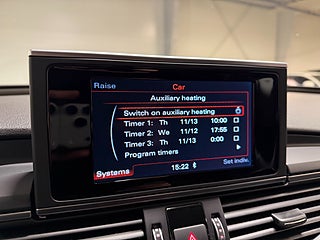 Raise Car
Auxiliary heating
Switch on auxiliary heating
Timer 1: Th 11/13 10:00
Timer 2: We 11/12 17:55
Timer 3: Th 11/13 0:00
Program timers
Set indiv.
Systems
15:22